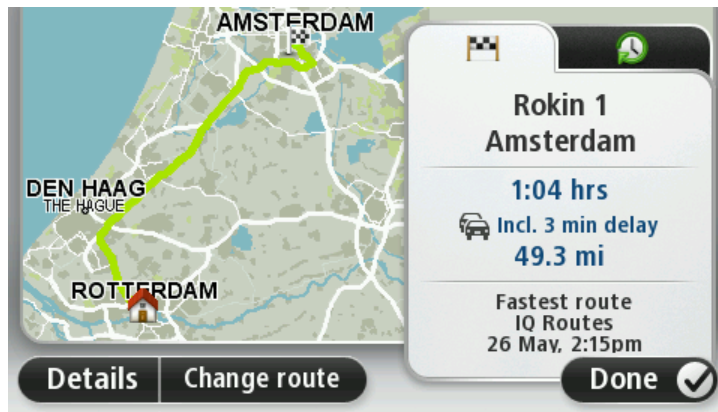 AMSTERDAM
DEN HAAG
THE HAGUE
ROTTERDAM
Rokin 1
Amsterdam
1:04 hrs
Incl. 3 min delay
49.3 mi
Fastest route
IQ Routes
26 May, 2:15pm
Details
Change route
Done